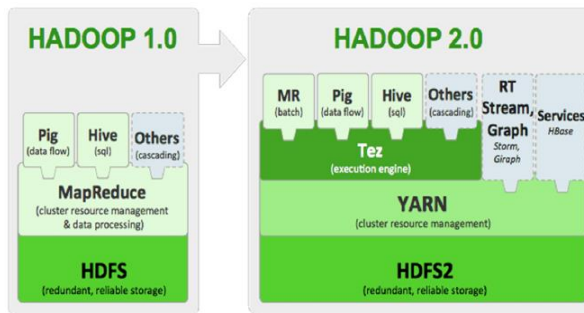 HADOOP 1.0
Pig
(data flow)
Hive
(sql)
Others
(cascading)
MapReduce
(cluster resource management
& data processing)
HDFS
(redundant, reliable storage)
HADOOP 2.0
MR
(batch)
Pig
(data flow)
Hive
(sql)
Others
(cascading)
RT
Stream,
Graph
Storm,
Giraph
Services
HBase
Tez
(execution engine)
YARN
(cluster resource management)
HDFS2
(redundant, reliable storage)